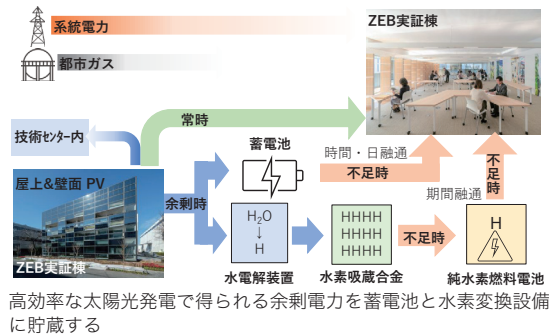 系統電力
ZEB実証棟
都市ガス
常時
技術センター内
蓄電池
時間・日融通
不足時
不足時
屋上&壁面 PV
余剰時
期間融通
H₂O
↓
H
HHHH
HHHH
HHHH
不足時
H
ZEB実証棟
水電解装置
水素吸蔵合金
純水素燃料電池
高効率な太陽光発電で得られる余剰電力を蓄電池と水素変換設備
に貯蔵する